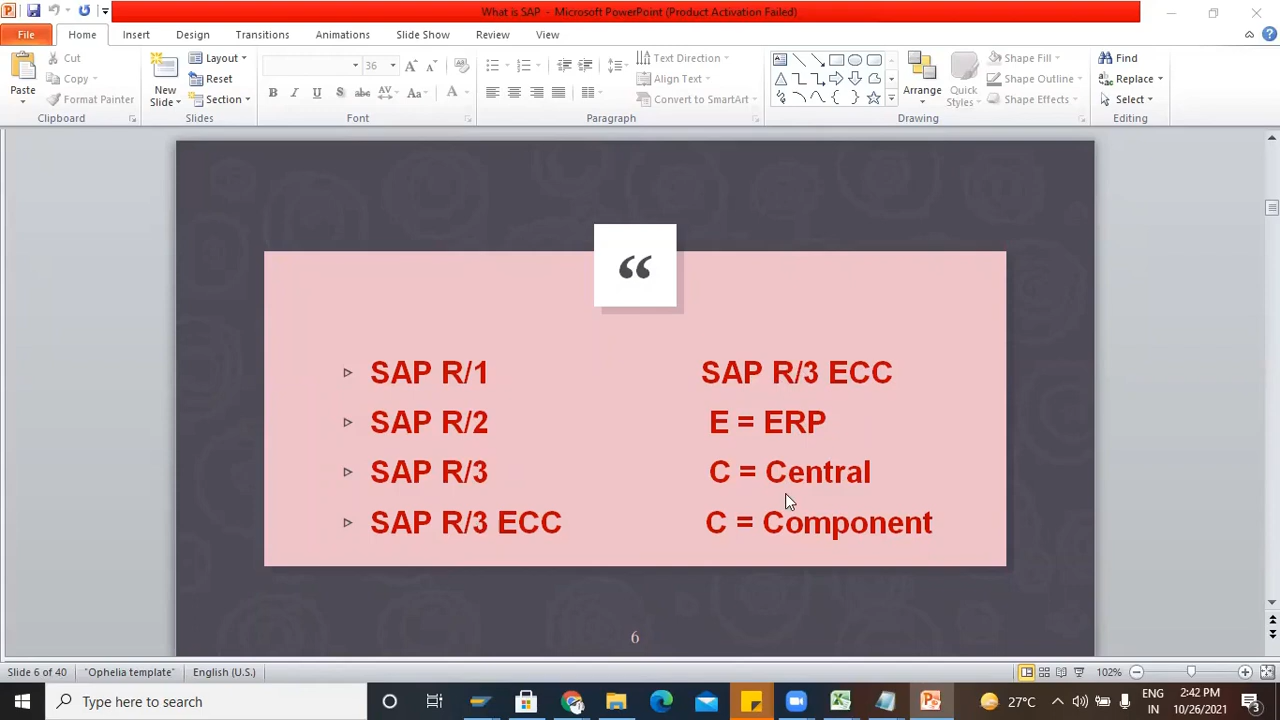 What is SAP - Microsoft PowerPoint (Product Activation Failed)
File Home Insert Design Transitions Animations Slide Show Review View
Cut
Copy
Format Painter
Paste
Clipboard
New Slide
Layout
Reset
Section
Slides
36
B I U S abc AV Aa A
Font
Text Direction
Align Text
Convert to SmartArt
Paragraph
Arrange
Quick Styles
Shape Fill
Shape Outline
Shape Effects
Drawing
Find
Replace
Select
Editing
“
SAP R/1 SAP R/3 ECC
SAP R/2 E = ERP
SAP R/3 C = Central
SAP R/3 ECC C = Component
6
Slide 6 of 40 "Ophelia template" English (U.S.) 102%
Type here to search
27°C
ENG
IN
2:42 PM
10/26/2021
3